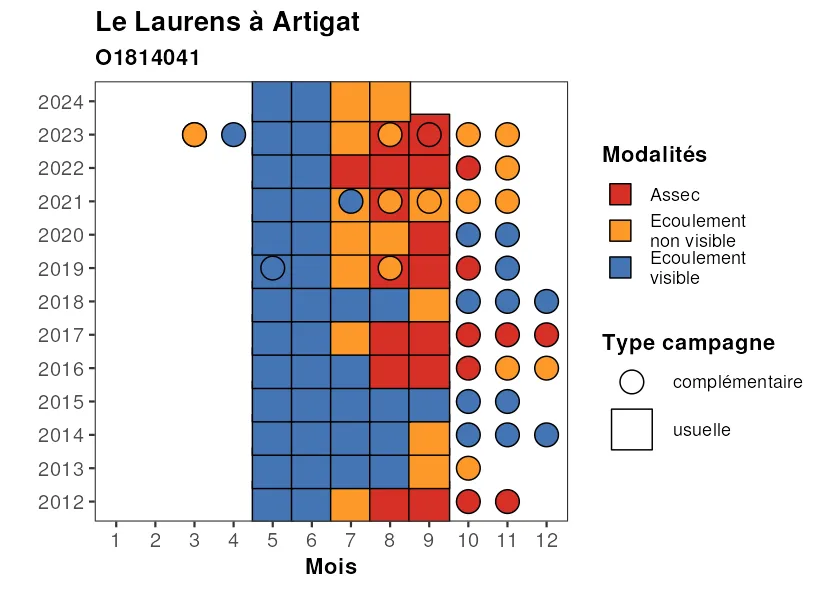 Le Laurens à Artigat
O1814041
2024
2023
2022
2021
2020
2019
2018
2017
2016
2015
2014
2013
2012
1 2 3 4 5 6 7 8 9 10 11 12
Mois
Modalités
Assec
Ecoulement
non visible
Ecoulement
visible
Type campagne
complémentaire
usuelle